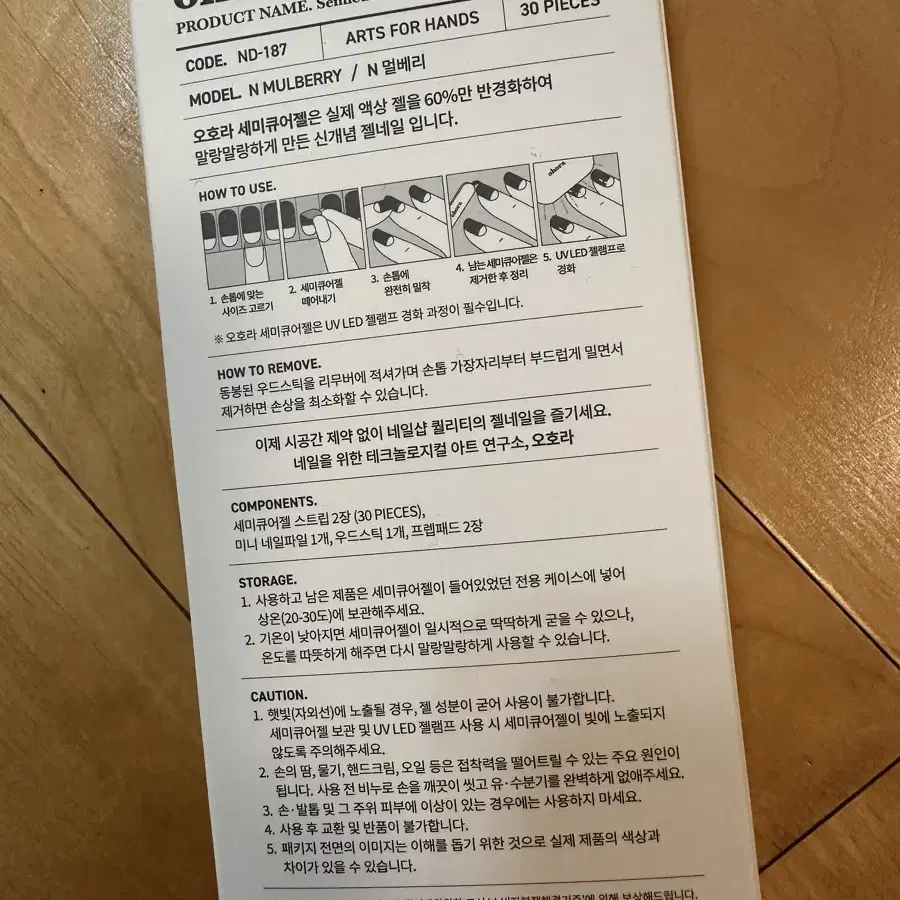 PRODUCT NAME.
CODE. ND-187
ARTS FOR HANDS
30 PIECES
MODEL. N MULBERRY / N 멀베리
오호라 세미큐어젤은 실제 액상 젤을 60%만 반경화하여
말랑말랑하게 만든 신개념 젤네일 입니다.
HOW TO USE.
ohora
ohora
1. 손톱에 맞는
사이즈 고르기
2. 세미큐어젤
떼어내기
3. 손톱에
완전히 밀착
4. 남는 세미큐어젤은
제거한 후 정리
5. UV LED 젤램프로
경화
※ 오호라 세미큐어젤은 UV LED 젤램프 경화 과정이 필수입니다.
HOW TO REMOVE.
동봉된 우드스틱을 리무버에 적셔가며 손톱 가장자리부터 부드럽게 밀면서
제거하면 손상을 최소화할 수 있습니다.
이제 시공간 제약 없이 네일샵 퀄리티의 젤네일을 즐기세요.
네일을 위한 테크놀로지컬 아트 연구소, 오호라
COMPONENTS.
세미큐어젤 스트립 2장 (30 PIECES),
미니 네일파일 1개, 우드스틱 1개, 프렙패드 2장
STORAGE.
1. 사용하고 남은 제품은 세미큐어젤이 들어있었던 전용 케이스에 넣어
상온(20-30도)에 보관해주세요.
2. 기온이 낮아지면 세미큐어젤이 일시적으로 딱딱하게 굳을 수 있으나,
온도를 따뜻하게 해주면 다시 말랑말랑하게 사용할 수 있습니다.
CAUTION.
1. 햇빛(자외선)에 노출될 경우, 젤 성분이 굳어 사용이 불가합니다.
세미큐어젤 보관 및 UV LED 젤램프 사용 시 세미큐어젤이 빛에 노출되지
않도록 주의해주세요.
2. 손의 땀, 물기, 핸드크림, 오일 등은 접착력을 떨어트릴 수 있는 주요 원인이
됩니다. 사용 전 비누로 손을 깨끗이 씻고 유·수분기를 완벽하게 없애주세요.
3. 손·발톱 및 그 주위 피부에 이상이 있는 경우에는 사용하지 마세요.
4. 사용 후 교환 및 반품이 불가합니다.
5. 패키지 전면의 이미지는 이해를 돕기 위한 것으로 실제 제품의 색상과
차이가 있을 수 있습니다.
의해 보상해드립니다.